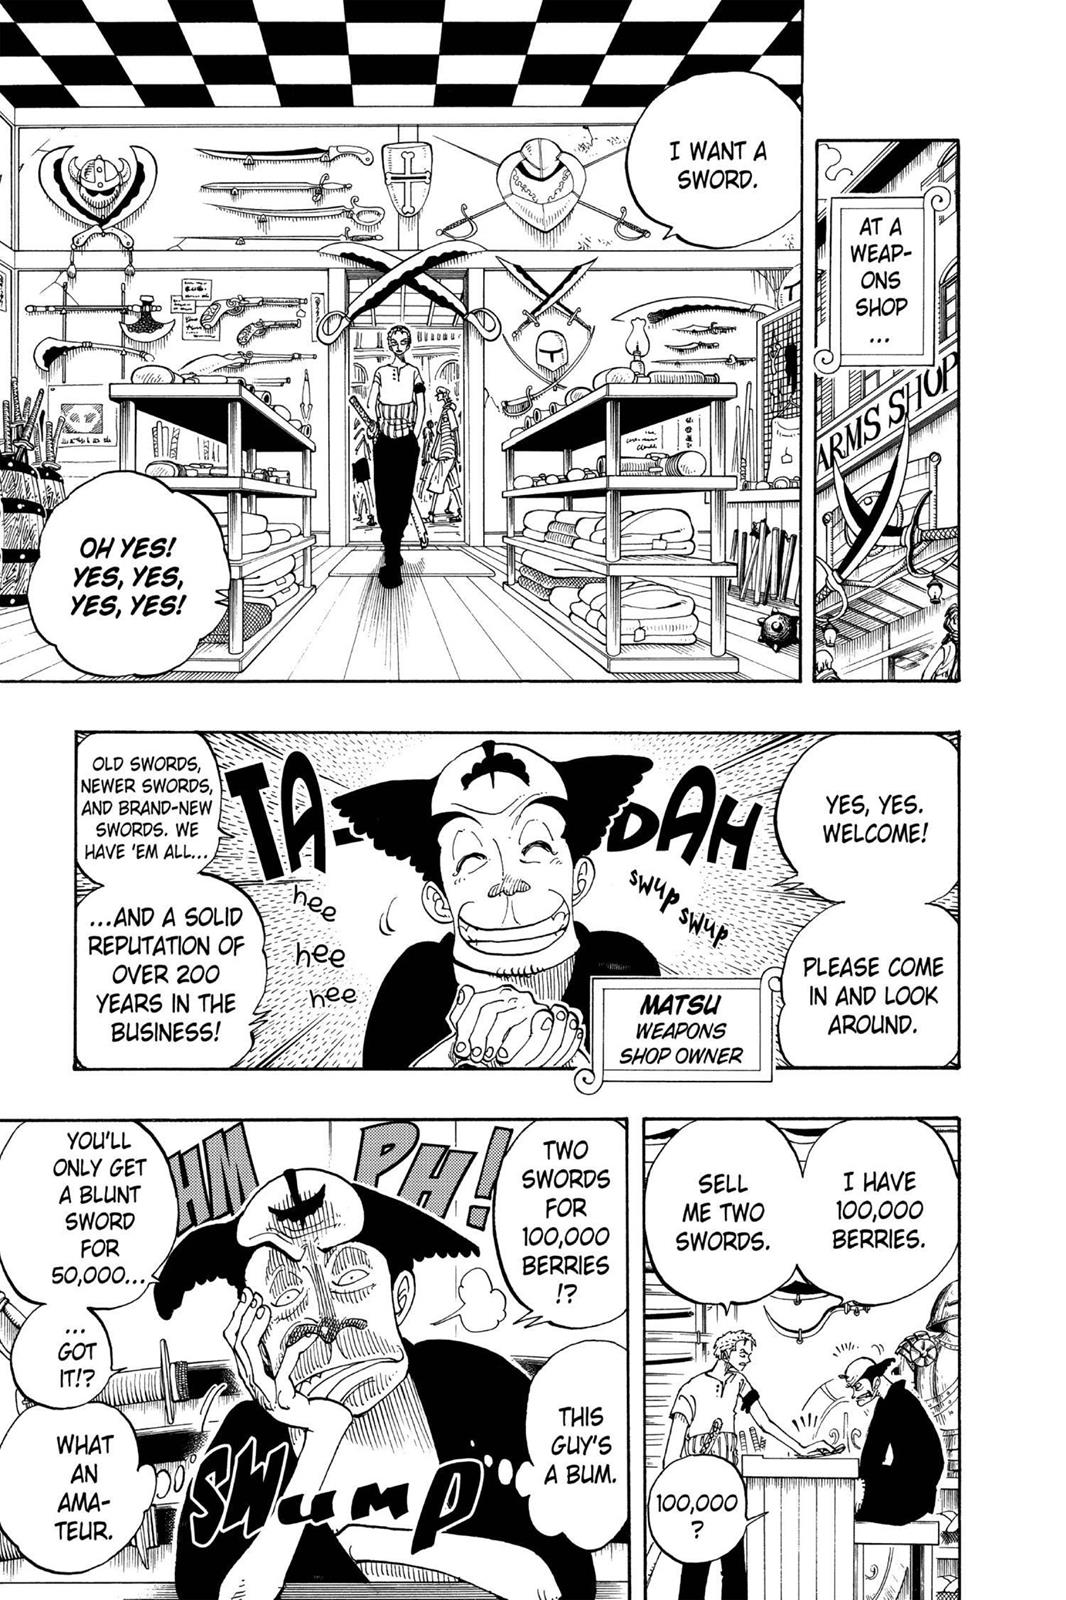 AT A
WEAP-
ONS
SHOP
...
ARMS SHOP
I WANT A
SWORD.
OH YES!
YES, YES,
YES, YES!
YES, YES.
WELCOME!
PLEASE COME
IN AND LOOK
AROUND.
TA-DAH
swup swup
hee
hee
hee
MATSU
WEAPONS
SHOP OWNER
OLD SWORDS,
NEWER SWORDS,
AND BRAND-NEW
SWORDS. WE
HAVE 'EM ALL...
...AND A SOLID
REPUTATION OF
OVER 200
YEARS IN THE
BUSINESS!
I HAVE
100,000
BERRIES.
SELL
ME TWO
SWORDS.
100,000
?
TWO
SWORDS
FOR
100,000
BERRIES
!?
THIS
GUY'S
A BUM.
HMPH!
SWUMP
YOU'LL
ONLY GET
A BLUNT
SWORD
FOR
50,000...
...
GOT
IT!?
WHAT
AN
AMA-
TEUR.